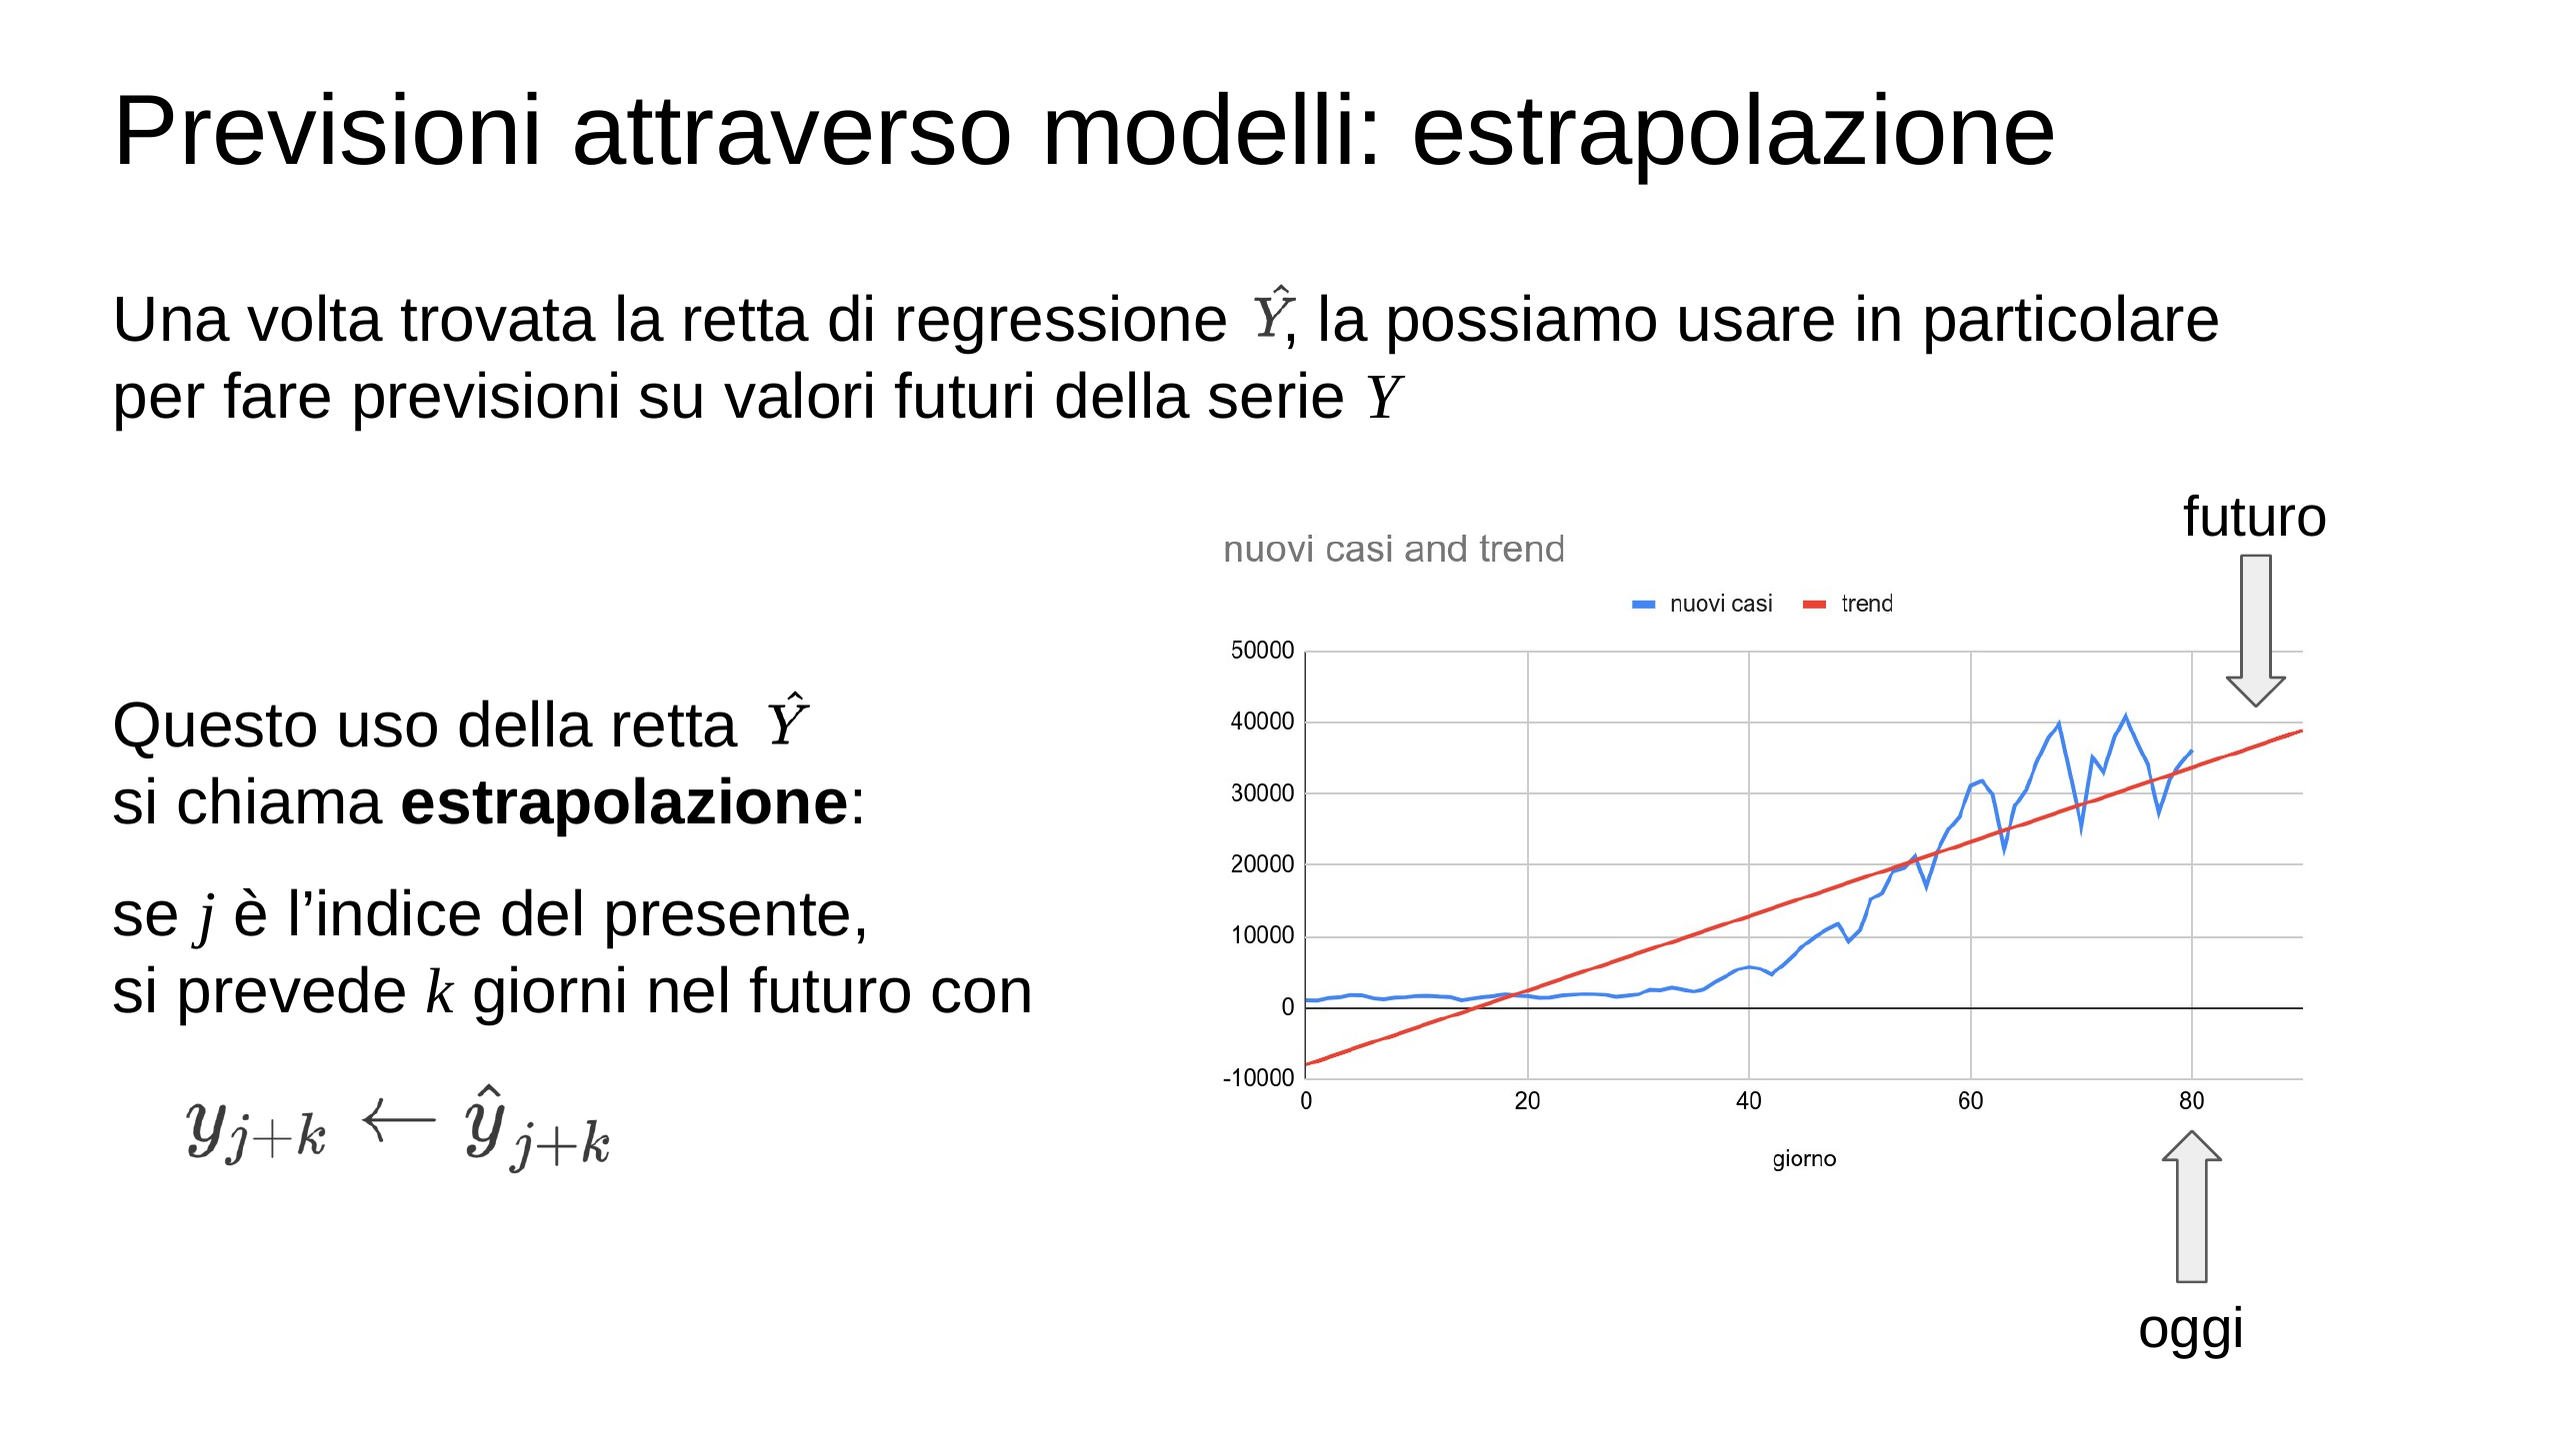 Previsioni attraverso modelli: estrapolazione
Una volta trovata la retta di regressione Ŷ, la possiamo usare in particolare
per fare previsioni su valori futuri della serie Y
Questo uso della retta Ŷ
si chiama estrapolazione:
se j è l’indice del presente,
si prevede k giorni nel futuro con
y_{j+k} ← ŷ_{j+k}
futuro
nuovi casi and trend
nuovi casi trend
50000
40000
30000
20000
10000
0
-10000
0 20 40 60 80
giorno
oggi